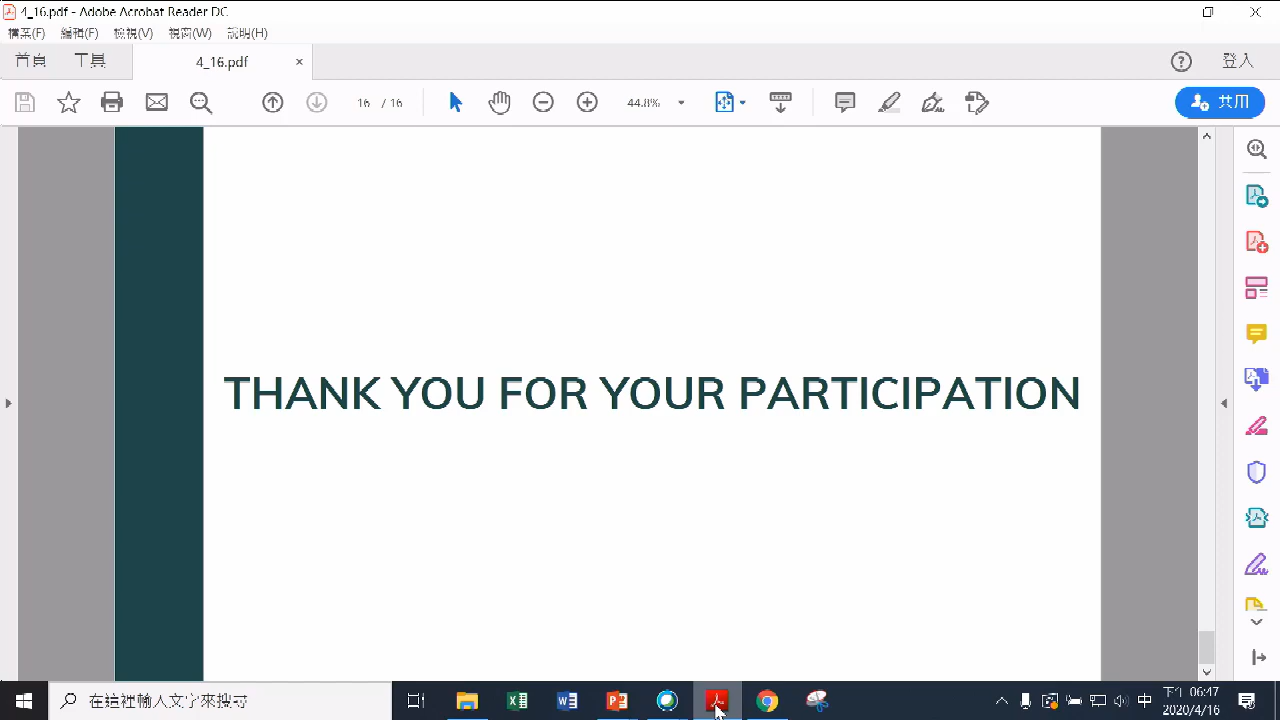 4_16.pdf - Adobe Acrobat Reader DC
檔案(F) 編輯(E) 檢視(V) 視窗(W) 說明(H)
首頁 工具 4_16.pdf × 登入
16 / 16 44.8% 共用
THANK YOU FOR YOUR PARTICIPATION
在這裡輸入文字來搜尋
中 下午 06:47
2020/4/16